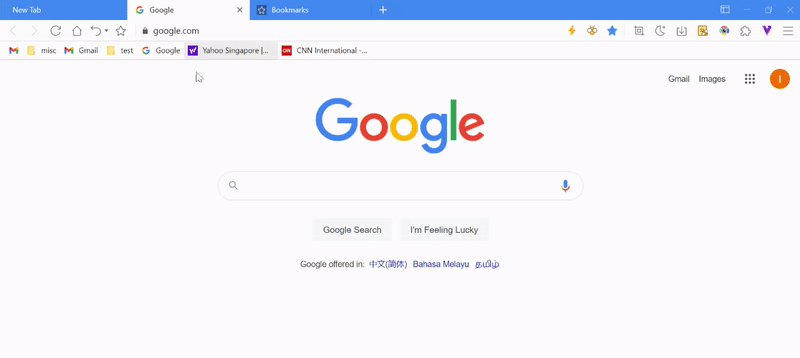 New Tab Google Bookmarks
google.com
misc Gmail test Google Yahoo Singapore |... CNN International -...
Gmail Images I
Google
Google Search I'm Feeling Lucky
Google offered in: 中文(简体) Bahasa Melayu தமிழ்